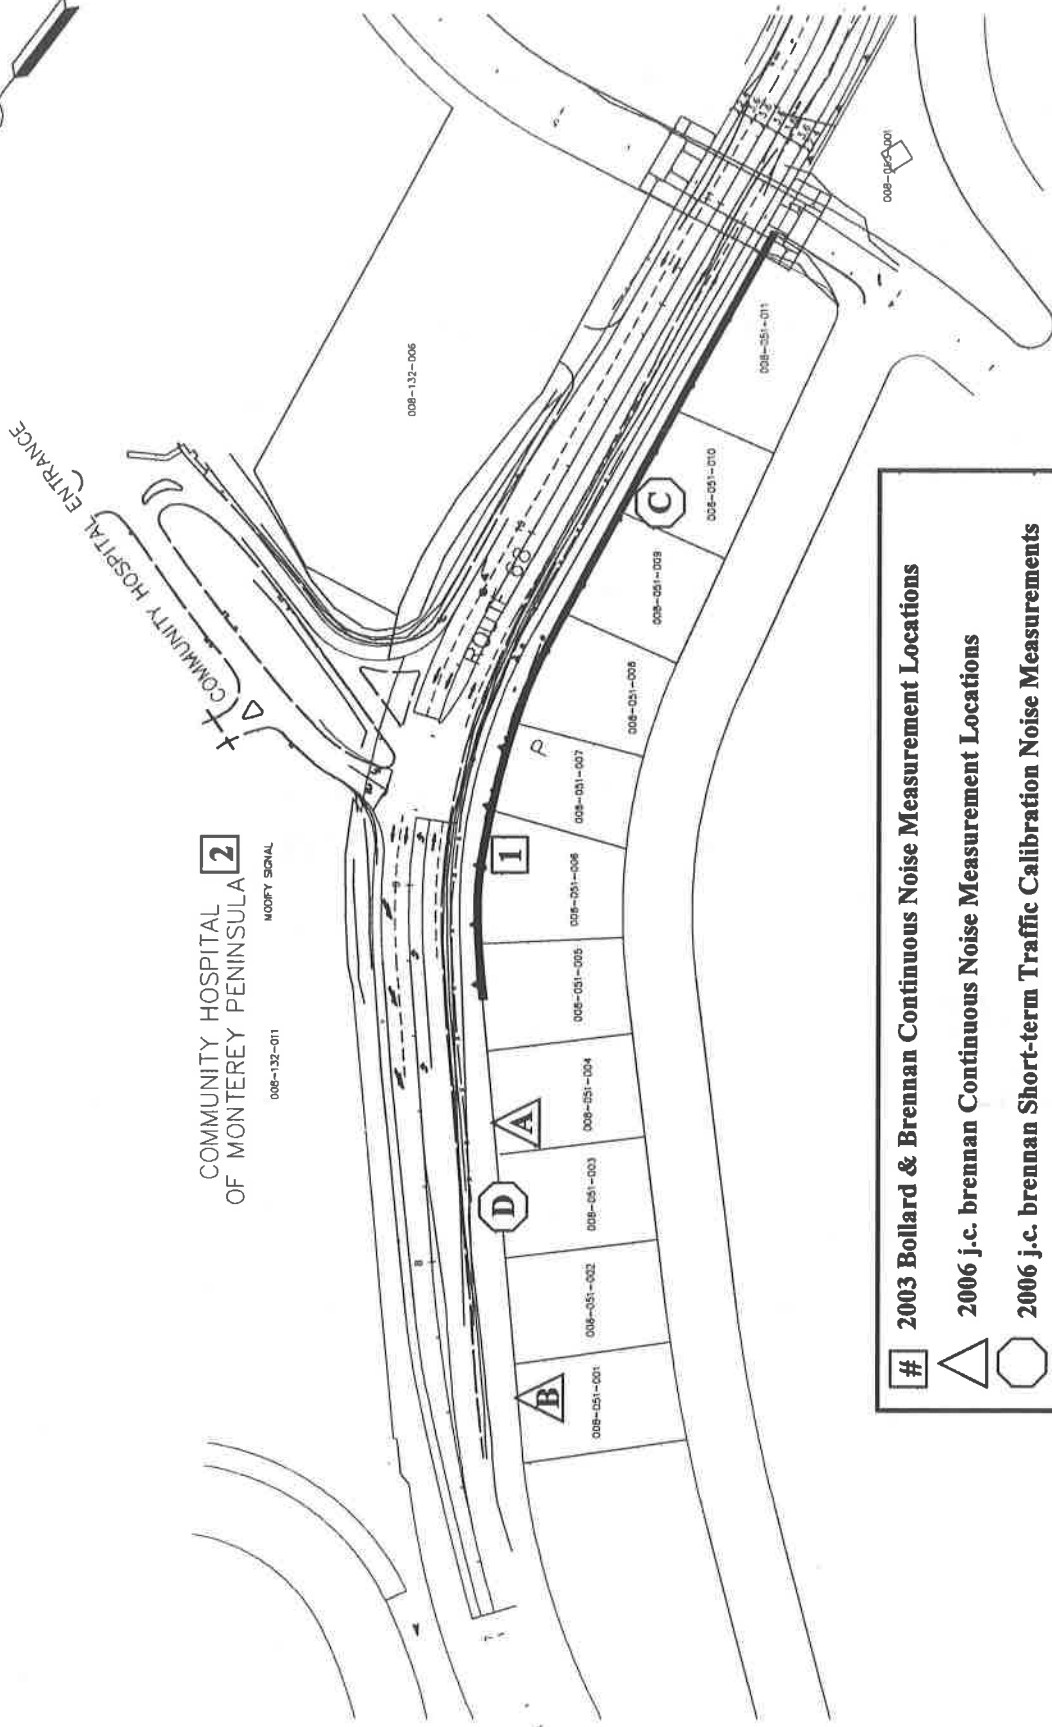 COMMUNITY HOSPITAL
OF MONTEREY PENINSULA
2
MODIFY SIGNAL
008-132-011
COMMUNITY HOSPITAL ENTRANCE
008-132-006
ROUTE 68
8
9
B
D
A
1
C
P
008-051-001
008-051-002
008-051-003
008-051-004
008-051-005
008-051-006
008-051-007
008-051-008
008-051-009
008-051-010
008-051-011
# 2003 Bollard & Brennan Continuous Noise Measurement Locations
2006 j.c. brennan Continuous Noise Measurement Locations
2006 j.c. brennan Short-term Traffic Calibration Noise Measurements